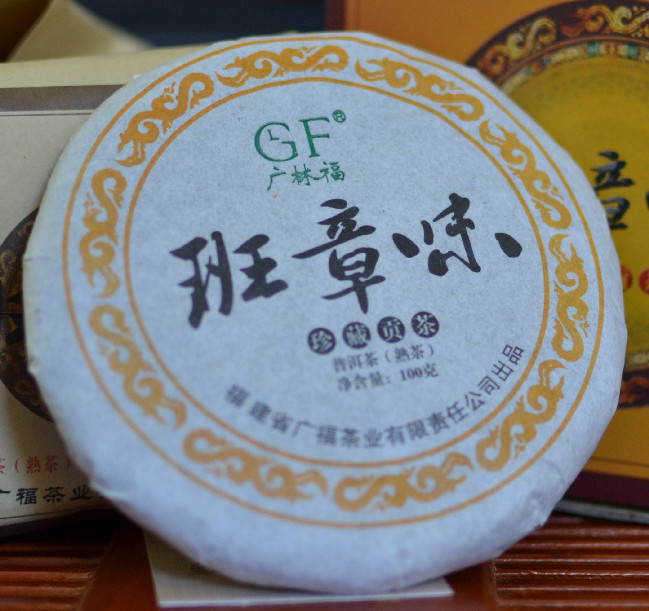 GF®
广林福
班章味
珍藏贡茶
普洱茶（熟茶）
净含量：100克
福建省广福茶业有限责任公司出品
茶（熟茶）
广福茶业
章